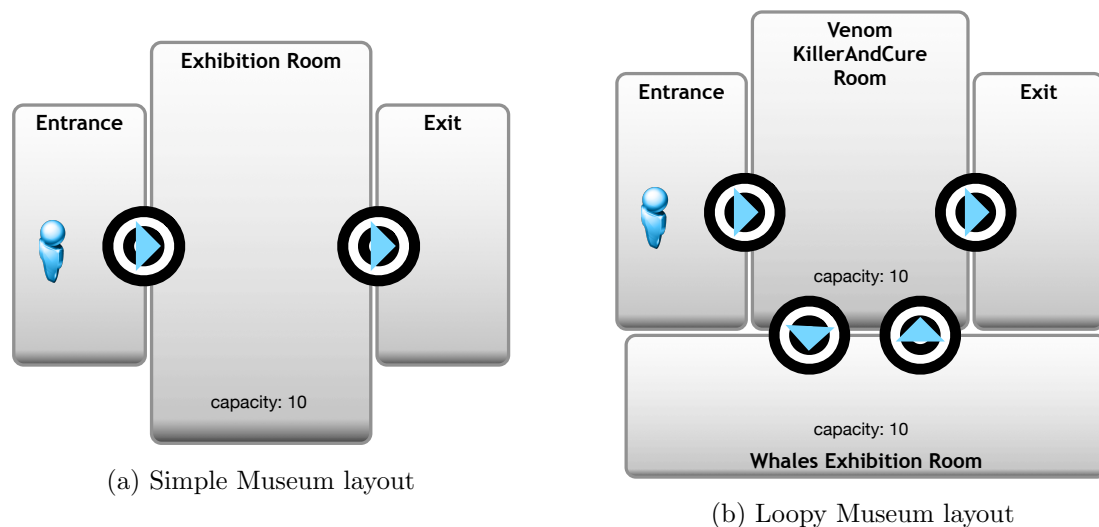 Exhibition Room
Entrance
Exit
capacity: 10
(a) Simple Museum layout
Venom
KillerAndCure
Room
Entrance
Exit
capacity: 10
capacity: 10
Whales Exhibition Room
(b) Loopy Museum layout